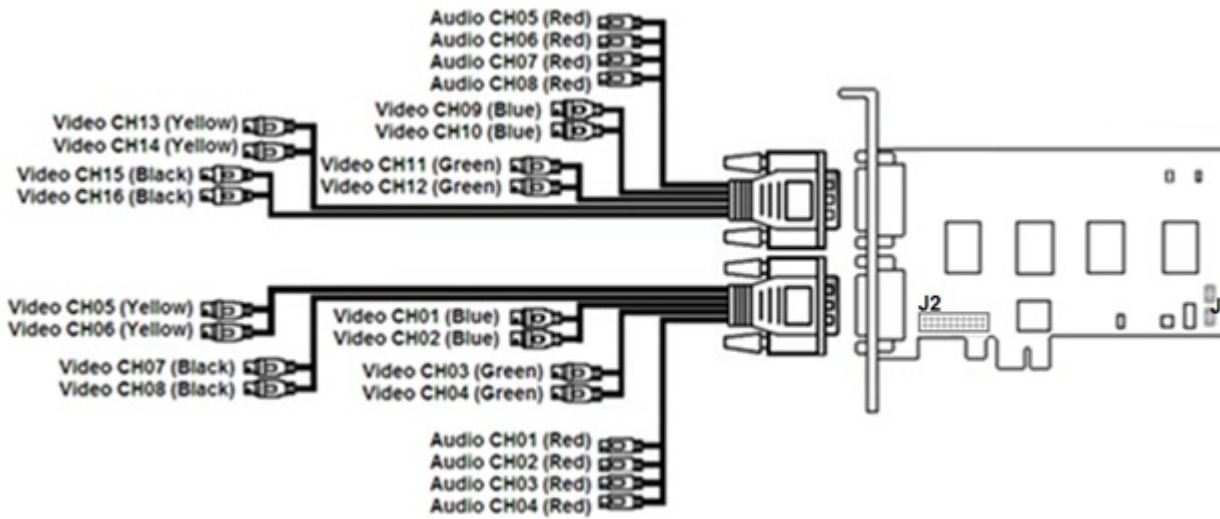 Audio CH05 (Red)
Audio CH06 (Red)
Audio CH07 (Red)
Audio CH08 (Red)
Video CH09 (Blue)
Video CH10 (Blue)
Video CH13 (Yellow)
Video CH14 (Yellow)
Video CH11 (Green)
Video CH12 (Green)
Video CH15 (Black)
Video CH16 (Black)
Video CH05 (Yellow)
Video CH06 (Yellow)
Video CH01 (Blue)
Video CH02 (Blue)
J2
J
Video CH07 (Black)
Video CH08 (Black)
Video CH03 (Green)
Video CH04 (Green)
Audio CH01 (Red)
Audio CH02 (Red)
Audio CH03 (Red)
Audio CH04 (Red)